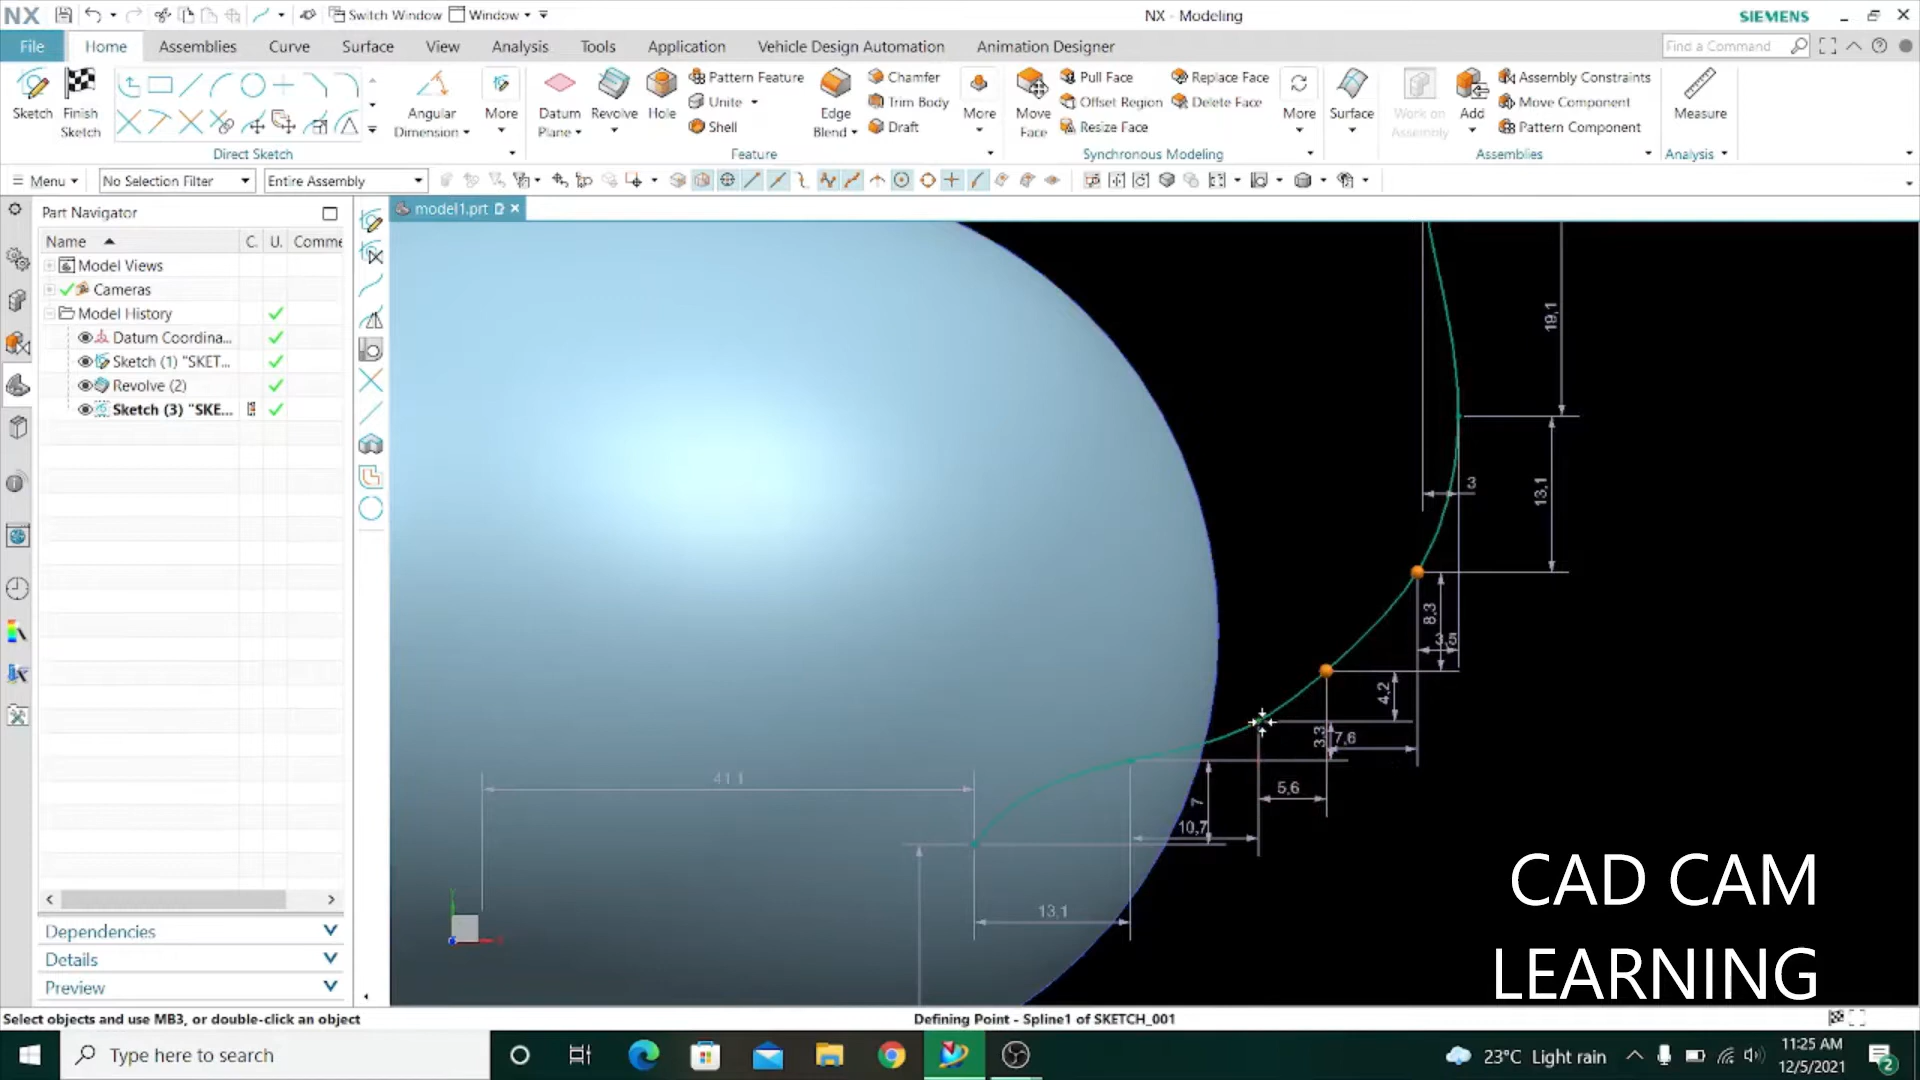 NX
Switch Window
Window
NX - Modeling
SIEMENS
File
Home
Assemblies
Curve
Surface
View
Analysis
Tools
Application
Vehicle Design Automation
Animation Designer
Find a Command
Sketch
Finish
Sketch
Angular
Dimension
More
Direct Sketch
Datum
Plane
Revolve
Hole
Pattern Feature
Unite
Shell
Edge
Blend
Chamfer
Trim Body
Draft
More
Feature
Move
Face
Pull Face
Offset Region
Resize Face
Replace Face
Delete Face
More
Synchronous Modeling
Surface
Work on
Assembly
Add
Assembly Constraints
Move Component
Pattern Component
Assemblies
Measure
Analysis
Menu
No Selection Filter
Entire Assembly
Part Navigator
model1.prt
Name
C.
U.
Comme
Model Views
Cameras
Model History
Datum Coordina...
Sketch (1) "SKET...
Revolve (2)
Sketch (3) "SKE...
Dependencies
Details
Preview
19,1
3
13,1
8,3
3,5
4,2
3,3
7,6
5,6
7
10,7
41,1
13,1
CAD CAM
LEARNING
Select objects and use MB3, or double-click an object
Defining Point - Spline1 of SKETCH_001
Type here to search
23°C Light rain
11:25 AM
12/5/2021
2